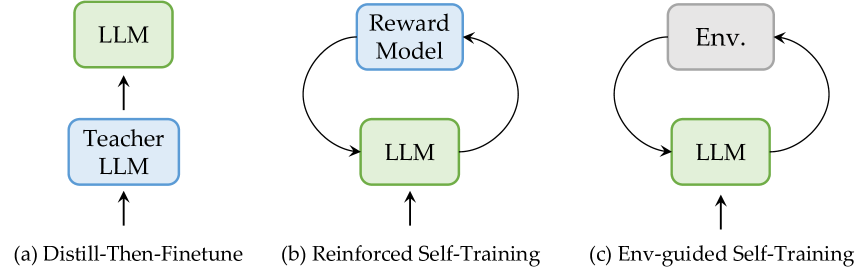 LLM
Teacher
LLM
(a) Distill-Then-Finetune
Reward
Model
LLM
(b) Reinforced Self-Training
Env.
LLM
(c) Env-guided Self-Training